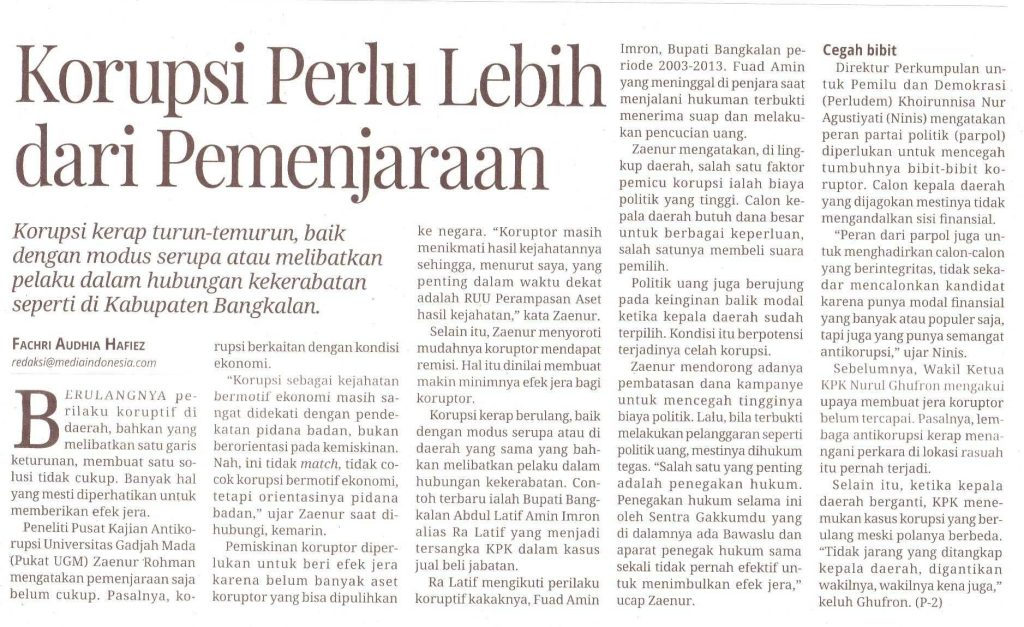 Korupsi Perlu Lebih
dari Pemenjaraan
Korupsi kerap turun-temurun, baik
dengan modus serupa atau melibatkan
pelaku dalam hubungan kekerabatan
seperti di Kabupaten Bangkalan.
FACHRI AUDHIA HAFIEZ
redaksi@mediaindonesia.com
BERULANGNYA pe-
rilaku koruptif di
daerah, bahkan yang
melibatkan satu garis
keturunan, membuat satu so-
lusi tidak cukup. Banyak hal
yang mesti diperhatikan untuk
memberikan efek jera.
Peneliti Pusat Kajian Antiko-
rupsi Universitas Gadjah Mada
(Pukat UGM) Zaenur Rohman
mengatakan pemenjaraan saja
belum cukup. Pasalnya, ko-
rupsi berkaitan dengan kondisi
ekonomi.
“Korupsi sebagai kejahatan
bermotif ekonomi masih sa-
ngat didekati dengan pende-
katan pidana badan, bukan
berorientasi pada kemiskinan.
Nah, ini tidak match, tidak co-
cok korupsi bermotif ekonomi,
tetapi orientasinya pidana
badan,” ujar Zaenur saat di-
hubungi, kemarin.
Pemiskinan koruptor diper-
lukan untuk beri efek jera
karena belum banyak aset
koruptor yang bisa dipulihkan
ke negara. “Koruptor masih
menikmati hasil kejahatannya
sehingga, menurut saya, yang
penting dalam waktu dekat
adalah RUU Perampasan Aset
hasil kejahatan,” kata Zaenur.
Selain itu, Zaenur menyoroti
mudahnya koruptor mendapat
remisi. Hal itu dinilai membuat
makin minimnya efek jera bagi
koruptor.
Korupsi kerap berulang, baik
dengan modus serupa atau di
daerah yang sama yang bah-
kan melibatkan pelaku dalam
hubungan kekerabatan. Con-
toh terbaru ialah Bupati Bang-
kalan Abdul Latif Amin Imron
alias Ra Latif yang menjadi
tersangka KPK dalam kasus
jual beli jabatan.
Ra Latif mengikuti perilaku
koruptif kakaknya, Fuad Amin
Imron, Bupati Bangkalan pe-
riode 2003-2013. Fuad Amin
yang meninggal di penjara saat
menjalani hukuman terbukti
menerima suap dan melaku-
kan pencucian uang.
Zaenur mengatakan, di ling-
kup daerah, salah satu faktor
pemicu korupsi ialah biaya
politik yang tinggi. Calon ke-
pala daerah butuh dana besar
untuk berbagai keperluan,
salah satunya membeli suara
pemilih.
Politik uang juga berujung
pada keinginan balik modal
ketika kepala daerah sudah
terpilih. Kondisi itu berpotensi
terjadinya celah korupsi.
Zaenur mendorong adanya
pembatasan dana kampanye
untuk mencegah tingginya
biaya politik. Lalu, bila terbukti
melakukan pelanggaran seperti
politik uang, mestinya dihukum
tegas. “Salah satu yang penting
adalah penegakan hukum.
Penegakan hukum selama ini
oleh Sentra Gakkumdu yang
di dalamnya ada Bawaslu dan
aparat penegak hukum sama
sekali tidak pernah efektif un-
tuk menimbulkan efek jera,”
ucap Zaenur.
Cegah bibit
Direktur Perkumpulan un-
tuk Pemilu dan Demokrasi
(Perludem) Khoirunnisa Nur
Agustiyati (Ninis) mengatakan
peran partai politik (parpol)
diperlukan untuk mencegah
tumbuhnya bibit-bibit ko-
ruptor. Calon kepala daerah
yang dijagokan mestinya tidak
mengandalkan sisi finansial.
“Peran dari parpol juga un-
tuk menghadirkan calon-calon
yang berintegritas, tidak seka-
dar mencalonkan kandidat
karena punya modal finansial
yang banyak atau populer saja,
tapi juga yang punya semangat
antikorupsi,” ujar Ninis.
Sebelumnya, Wakil Ketua
KPK Nurul Ghufron mengakui
upaya membuat jera koruptor
belum tercapai. Pasalnya, lem-
baga antikorupsi kerap mena-
ngani perkara di lokasi rasuah
itu pernah terjadi.
Selain itu, ketika kepala
daerah berganti, KPK mene-
mukan kasus korupsi yang ber-
ulang meski polanya berbeda.
“Tidak jarang yang ditangkap
kepala daerah, digantikan
wakilnya, wakilnya kena juga,”
keluh Ghufron. (P-2)